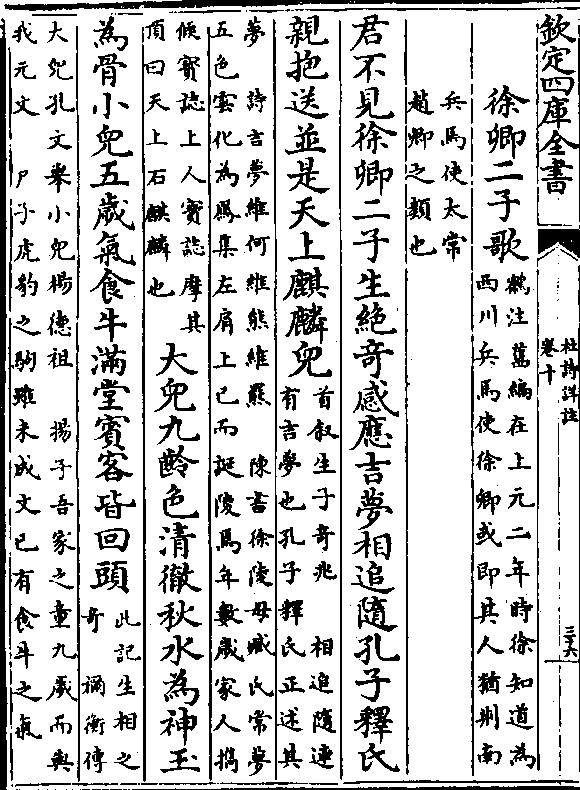 欽定四庫全書
杜詩詳註
卷十
三十六
徐卿二子歌
鶴注舊編在上元二年時徐知道為
西川兵馬使徐卿或即其人猶荆南
兵馬使太常
趙卿之類也
君不見徐卿二子生絶奇感應吉夢相追隨孔子釋氏
親抱送並是天上麒麟兒
首叙生子奇兆 相追隨連
有吉夢也孔子釋氏正述其
夢 詩吉夢維何維熊維羆 陳書徐陵母臧氏常夢
五色雲化為鳳集左肩上已而誕陵焉年數歲家人擕
候寶誌上人寶誌摩其
頂曰天上石麒麟也
大兒九齡色清徹秋水為神玉
為骨小兒五歲氣食牛滿堂賓客皆回頭
此記生相之
奇 禰衡傳
大兒孔文舉小兒楊德祖 揚子吾家之童九歲而與
我元文 尸子虎豹之駒雖未成文已有食牛之氣